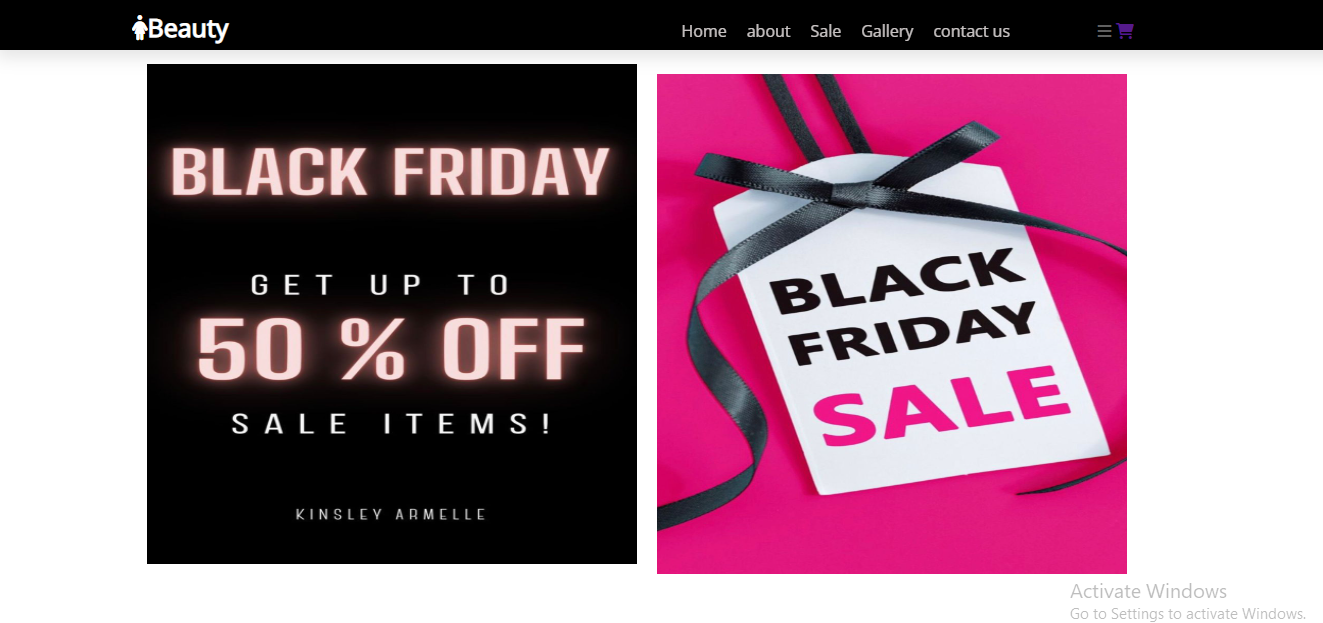 Beauty
Home about Sale Gallery contact us
BLACK FRIDAY
GET UP TO
50 % OFF
SALE ITEMS!
KINSLEY ARMELLE
BLACK
FRIDAY
SALE
Activate Windows
Go to Settings to activate Windows.